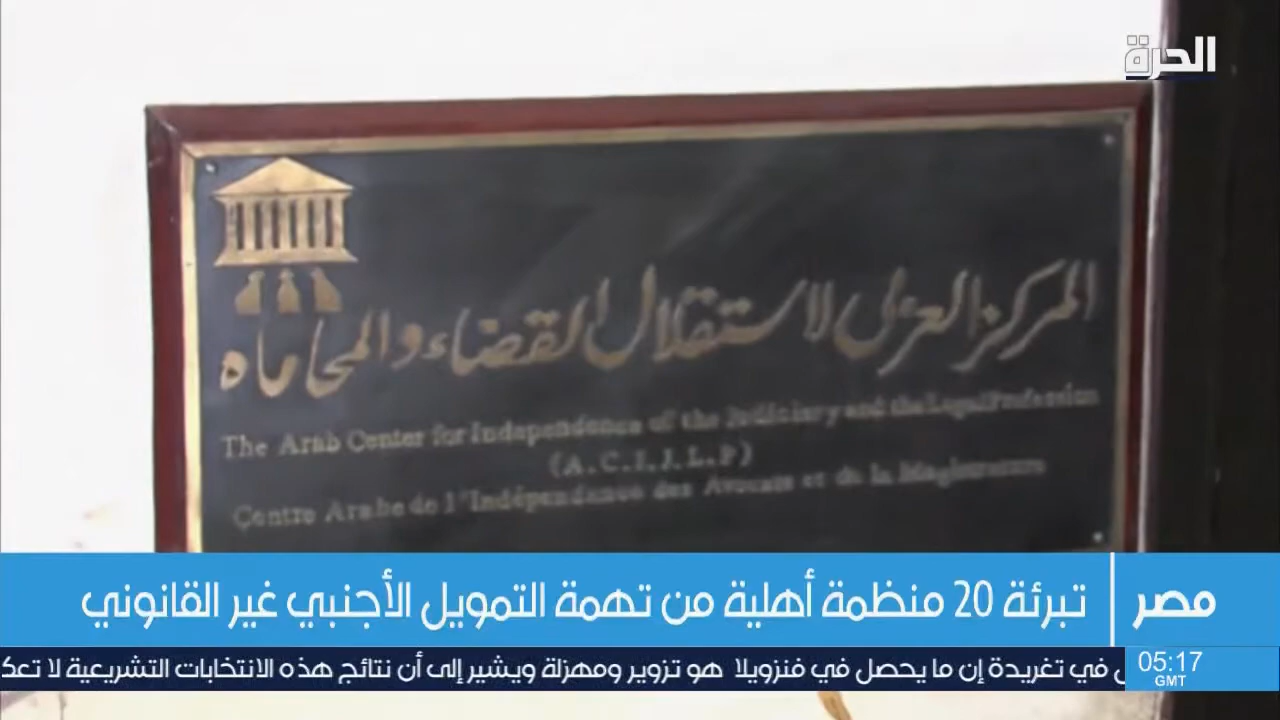 الحرة
المركز العربى لاستقلال القضاء والمحاماه
The Arab Center for Independence of the Judiciary and the Legal Profession
(A.C.I.J.L.P)
Centre Arabe de l'Indépendance des Avocats et de la Magistrature
مصر
تبرئة 20 منظمة أهلية من تهمة التمويل الأجنبي غير القانوني
في تغريدة إن ما يحصل في فنزويلا هو تزوير ومهزلة ويشير إلى أن نتائج هذه الانتخابات التشريعية لا
05:17
GMT